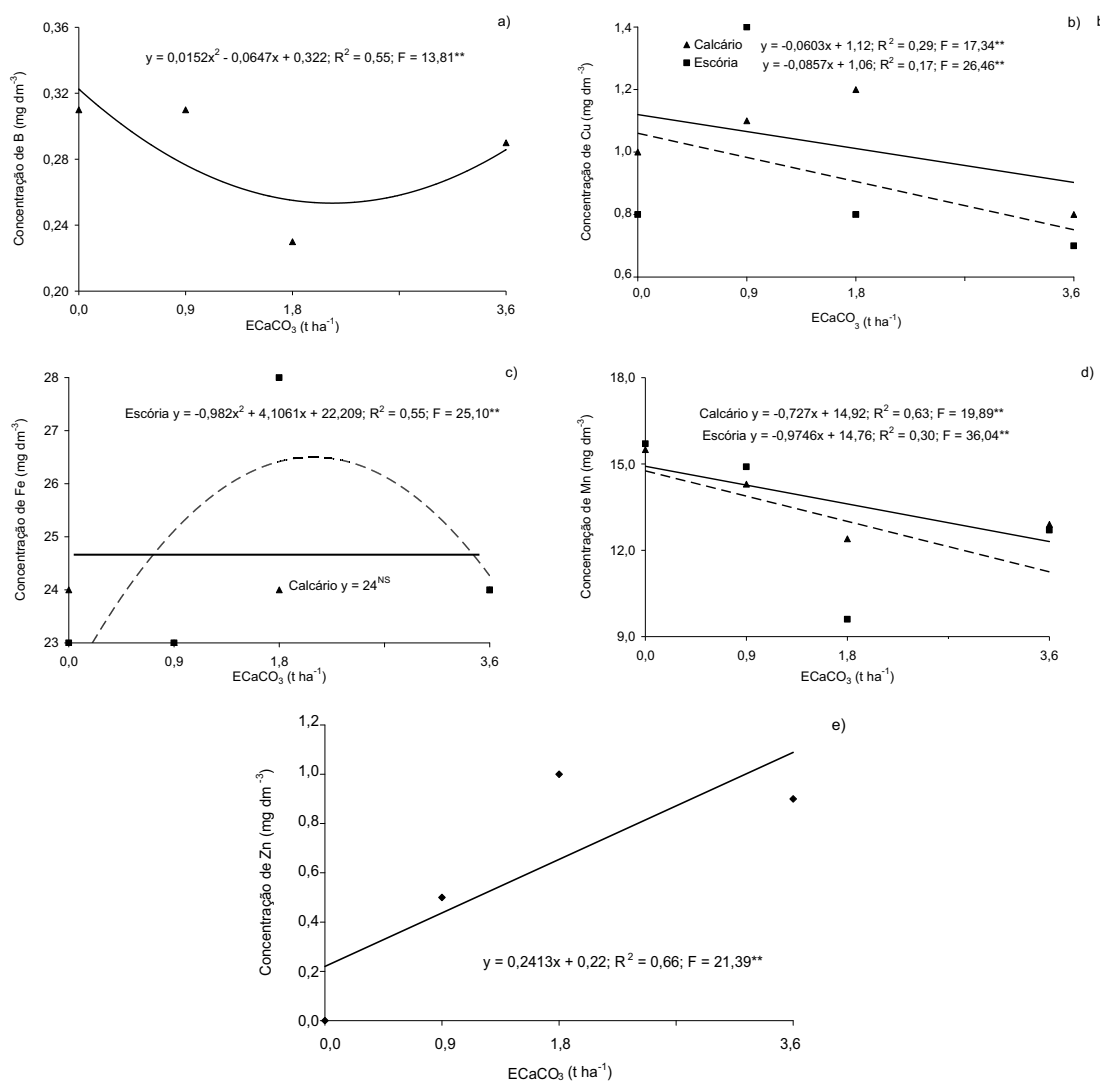 a)
y = 0,0152x² - 0,0647x + 0,322; R² = 0,55; F = 13,81**
Concentração de B (mg dm⁻³)
0,36
0,32
0,28
0,24
0,20
0,0 0,9 1,8 3,6
ECaCO₃ (t ha⁻¹)
b) b
Calcário y = -0,0603x + 1,12; R² = 0,29; F = 17,34**
Escória y = -0,0857x + 1,06; R² = 0,17; F = 26,46**
Concentração de Cu (mg dm⁻³)
1,4
1,2
1,0
0,8
0,6
0,0 0,9 1,8 3,6
ECaCO₃ (t ha⁻¹)
c)
Escória y = -0,982x² + 4,1061x + 22,209; R² = 0,55; F = 25,10**
Calcário y = 24ᴺˢ
Concentração de Fe (mg dm⁻³)
28
27
26
25
24
23
0,0 0,9 1,8 3,6
ECaCO₃ (t ha⁻¹)
d)
Calcário y = -0,727x + 14,92; R² = 0,63; F = 19,89**
Escória y = -0,9746x + 14,76; R² = 0,30; F = 36,04**
Concentração de Mn (mg dm⁻³)
18,0
15,0
12,0
9,0
0,0 0,9 1,8 3,6
ECaCO₃ (t ha⁻¹)
e)
Concentração de Zn (mg dm⁻³)
1,2
1,0
0,8
0,6
0,4
0,2
0,0
y = 0,2413x + 0,22; R² = 0,66; F = 21,39**
0,0 0,9 1,8 3,6
ECaCO₃ (t ha⁻¹)